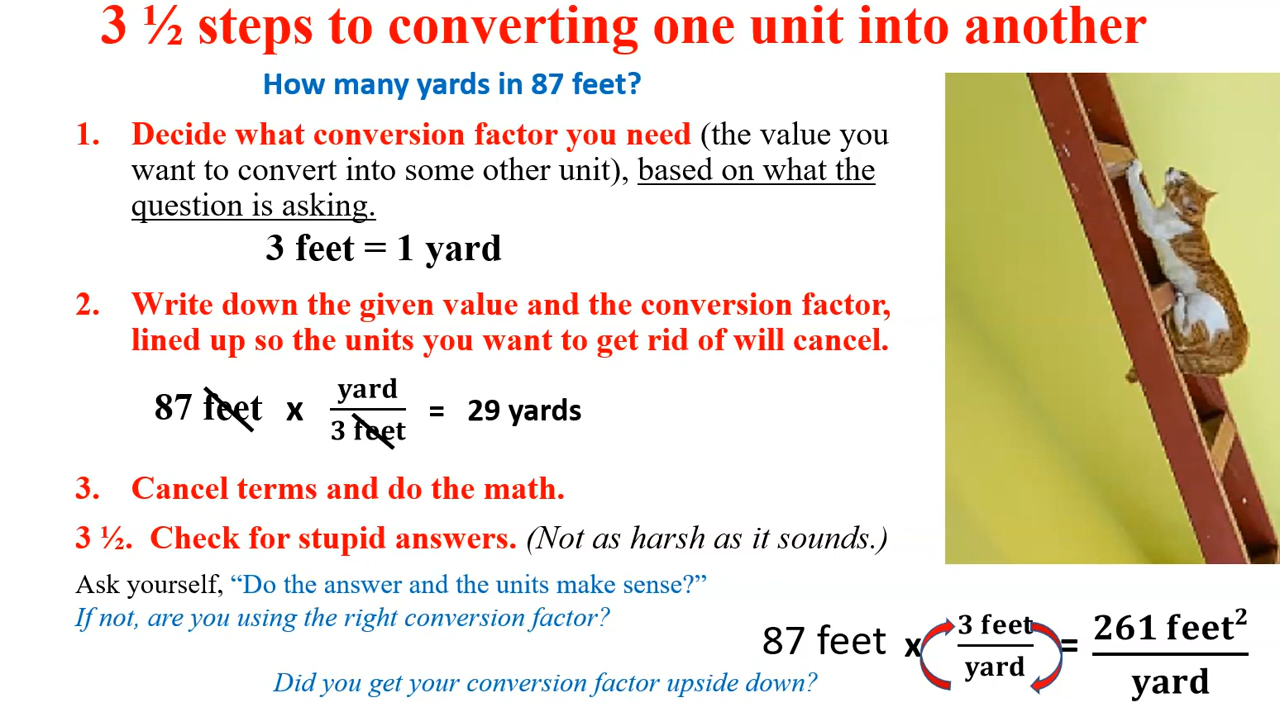 3 ½ steps to converting one unit into another
How many yards in 87 feet?
1. Decide what conversion factor you need (the value you
want to convert into some other unit), based on what the
question is asking.
3 feet = 1 yard
2. Write down the given value and the conversion factor,
lined up so the units you want to get rid of will cancel.
yard
87 feet x = 29 yards
3 feet
3. Cancel terms and do the math.
3 ½. Check for stupid answers. (Not as harsh as it sounds.)
Ask yourself, “Do the answer and the units make sense?”
If not, are you using the right conversion factor?
3 feet 261 feet²
87 feet x =
yard yard
Did you get your conversion factor upside down?